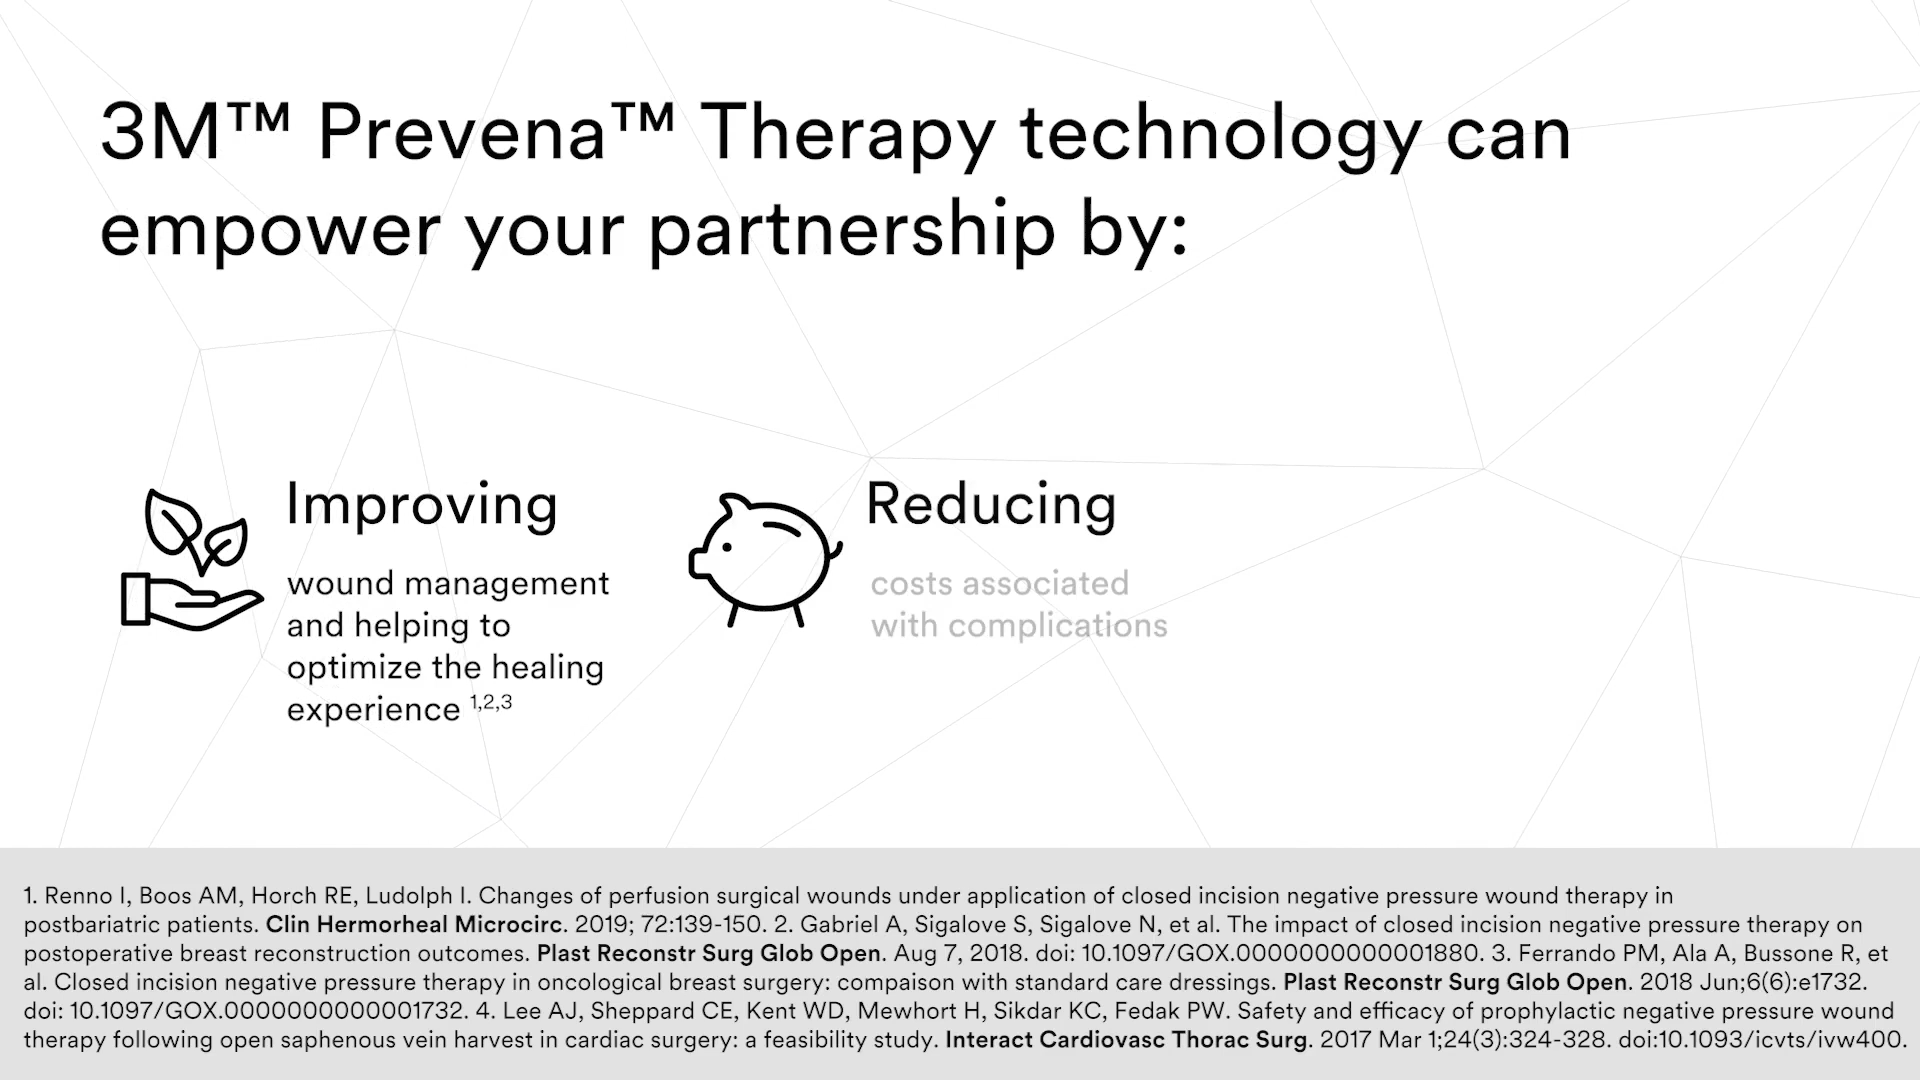 3M™ Prevena™ Therapy technology can
empower your partnership by:
Improving
wound management
and helping to
optimize the healing
experience 1,2,3
Reducing
costs associated
with complications
1. Renno I, Boos AM, Horch RE, Ludolph I. Changes of perfusion surgical wounds under application of closed incision negative pressure wound therapy in
postbariatric patients. Clin Hermorheal Microcirc. 2019; 72:139-150. 2. Gabriel A, Sigalove S, Sigalove N, et al. The impact of closed incision negative pressure therapy on
postoperative breast reconstruction outcomes. Plast Reconstr Surg Glob Open. Aug 7, 2018. doi: 10.1097/GOX.0000000000001880. 3. Ferrando PM, Ala A, Bussone R, et
al. Closed incision negative pressure therapy in oncological breast surgery: compaison with standard care dressings. Plast Reconstr Surg Glob Open. 2018 Jun;6(6):e1732.
doi: 10.1097/GOX.0000000000001732. 4. Lee AJ, Sheppard CE, Kent WD, Mewhort H, Sikdar KC, Fedak PW. Safety and efficacy of prophylactic negative pressure wound
therapy following open saphenous vein harvest in cardiac surgery: a feasibility study. Interact Cardiovasc Thorac Surg. 2017 Mar 1;24(3):324-328. doi:10.1093/icvts/ivw400.